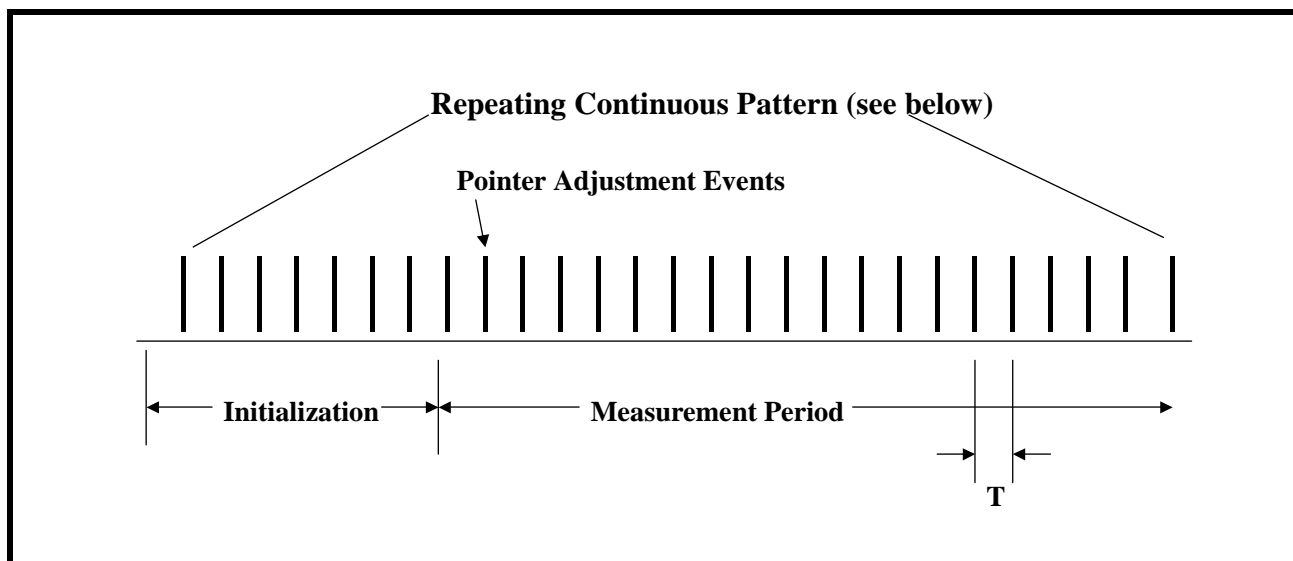 Repeating Continuous Pattern (see below)
Pointer Adjustment Events
Initialization
Measurement Period
T